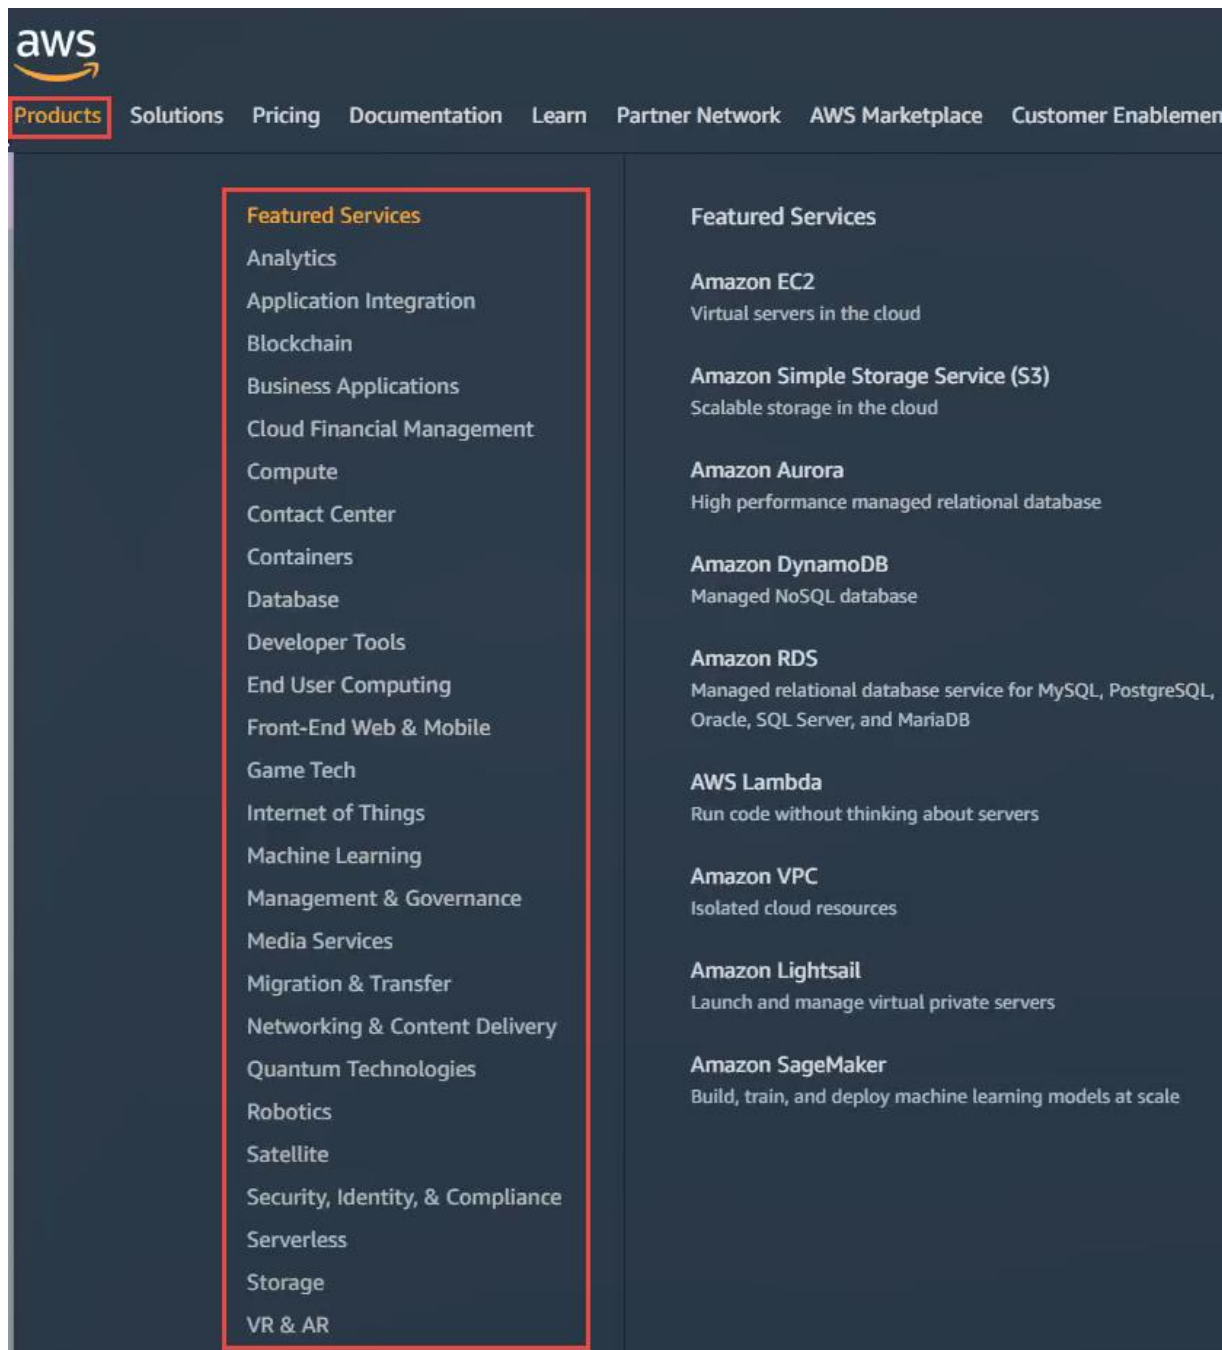 aws
Products Solutions Pricing Documentation Learn Partner Network AWS Marketplace Customer Enablemen
Featured Services
Analytics
Application Integration
Blockchain
Business Applications
Cloud Financial Management
Compute
Contact Center
Containers
Database
Developer Tools
End User Computing
Front-End Web & Mobile
Game Tech
Internet of Things
Machine Learning
Management & Governance
Media Services
Migration & Transfer
Networking & Content Delivery
Quantum Technologies
Robotics
Satellite
Security, Identity, & Compliance
Serverless
Storage
VR & AR
Featured Services
Amazon EC2
Virtual servers in the cloud
Amazon Simple Storage Service (S3)
Scalable storage in the cloud
Amazon Aurora
High performance managed relational database
Amazon DynamoDB
Managed NoSQL database
Amazon RDS
Managed relational database service for MySQL, PostgreSQL,
Oracle, SQL Server, and MariaDB
AWS Lambda
Run code without thinking about servers
Amazon VPC
Isolated cloud resources
Amazon Lightsail
Launch and manage virtual private servers
Amazon SageMaker
Build, train, and deploy machine learning models at scale